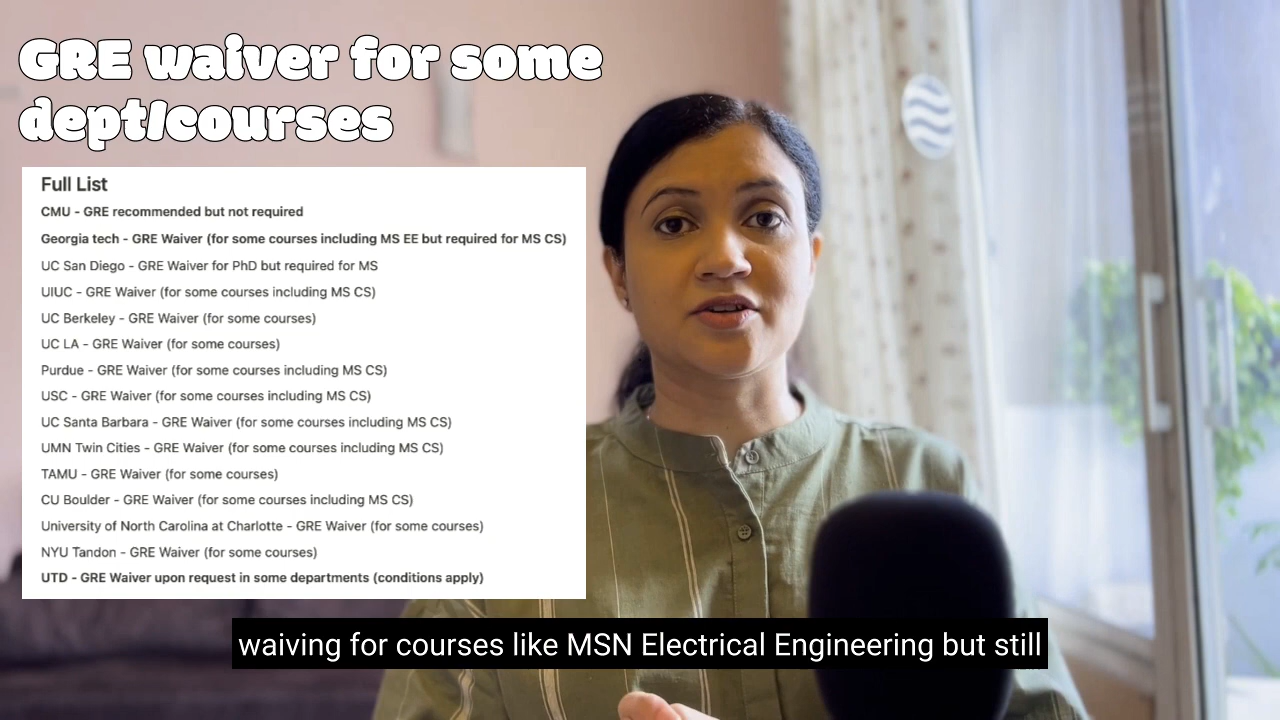 GRE waiver for some
dept/courses
Full List
CMU - GRE recommended but not required
Georgia tech - GRE Waiver (for some courses including MS EE but required for MS CS)
UC San Diego - GRE Waiver for PhD but required for MS
UIUC - GRE Waiver (for some courses including MS CS)
UC Berkeley - GRE Waiver (for some courses)
UC LA - GRE Waiver (for some courses)
Purdue - GRE Waiver (for some courses including MS CS)
USC - GRE Waiver (for some courses including MS CS)
UC Santa Barbara - GRE Waiver (for some courses including MS CS)
UMN Twin Cities - GRE Waiver (for some courses including MS CS)
TAMU - GRE Waiver (for some courses)
CU Boulder - GRE Waiver (for some courses including MS CS)
University of North Carolina at Charlotte - GRE Waiver (for some courses)
NYU Tandon - GRE Waiver (for some courses)
UTD - GRE Waiver upon request in some departments (conditions apply)
waiving for courses like MSN Electrical Engineering but still